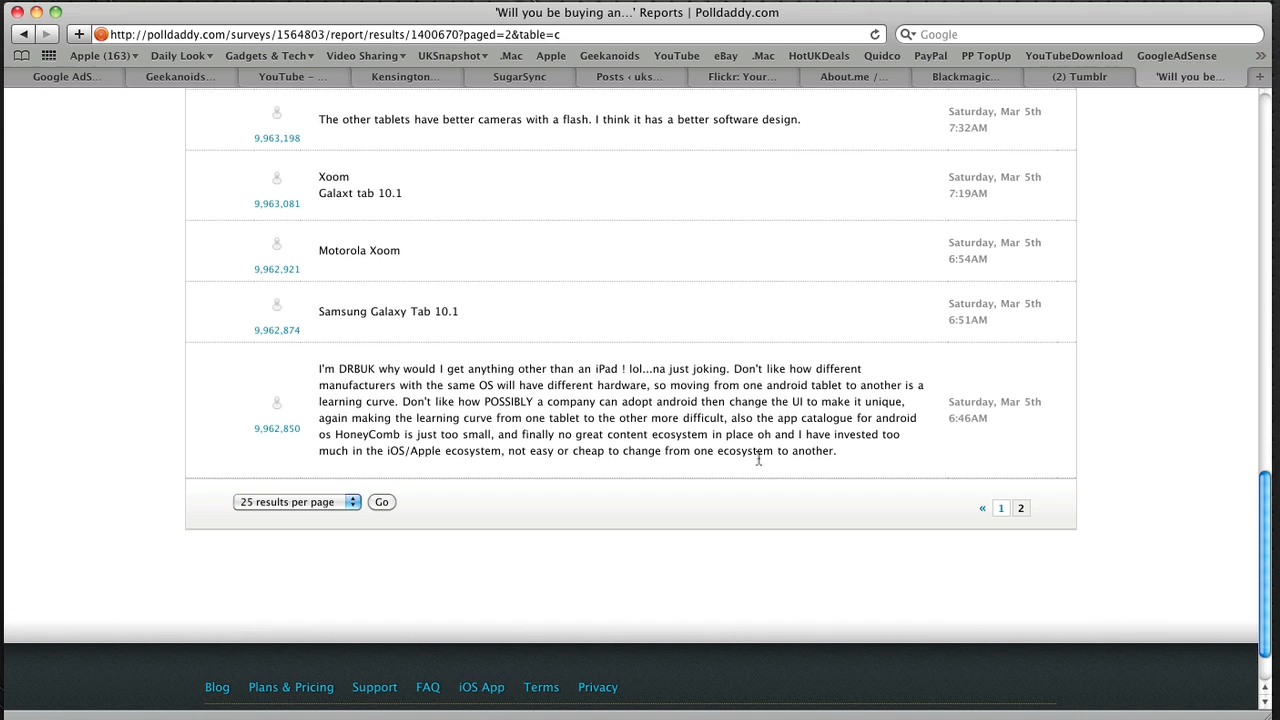 'Will you be buying an...' Reports | Polldaddy.com
http://polldaddy.com/surveys/1564803/report/results/1400670?paged=2&table=c
Google
Apple (163) Daily Look Gadgets & Tech Video Sharing UKSnapshot .Mac Apple Geekanoids YouTube eBay .Mac HotUKDeals Quidco PayPal PP TopUp YouTubeDownload GoogleAdSense
Google AdS... Geekanoids... YouTube – ... Kensington... SugarSync Posts ‹ uks... Flickr: Your... About.me /... Blackmagic... (2) Tumblr 'Will you be...
The other tablets have better cameras with a flash. I think it has a better software design.
9,963,198
Saturday, Mar 5th
7:32AM
Xoom
Galaxt tab 10.1
9,963,081
Saturday, Mar 5th
7:19AM
Motorola Xoom
9,962,921
Saturday, Mar 5th
6:54AM
Samsung Galaxy Tab 10.1
9,962,874
Saturday, Mar 5th
6:51AM
I'm DRBUK why would I get anything other than an iPad ! lol...na just joking. Don't like how different
manufacturers with the same OS will have different hardware, so moving from one android tablet to another is a
learning curve. Don't like how POSSIBLY a company can adopt android then change the UI to make it unique,
again making the learning curve from one tablet to the other more difficult, also the app catalogue for android
os HoneyComb is just too small, and finally no great content ecosystem in place oh and I have invested too
much in the iOS/Apple ecosystem, not easy or cheap to change from one ecosystem to another.
9,962,850
Saturday, Mar 5th
6:46AM
25 results per page Go
« 1 2
Blog Plans & Pricing Support FAQ iOS App Terms Privacy